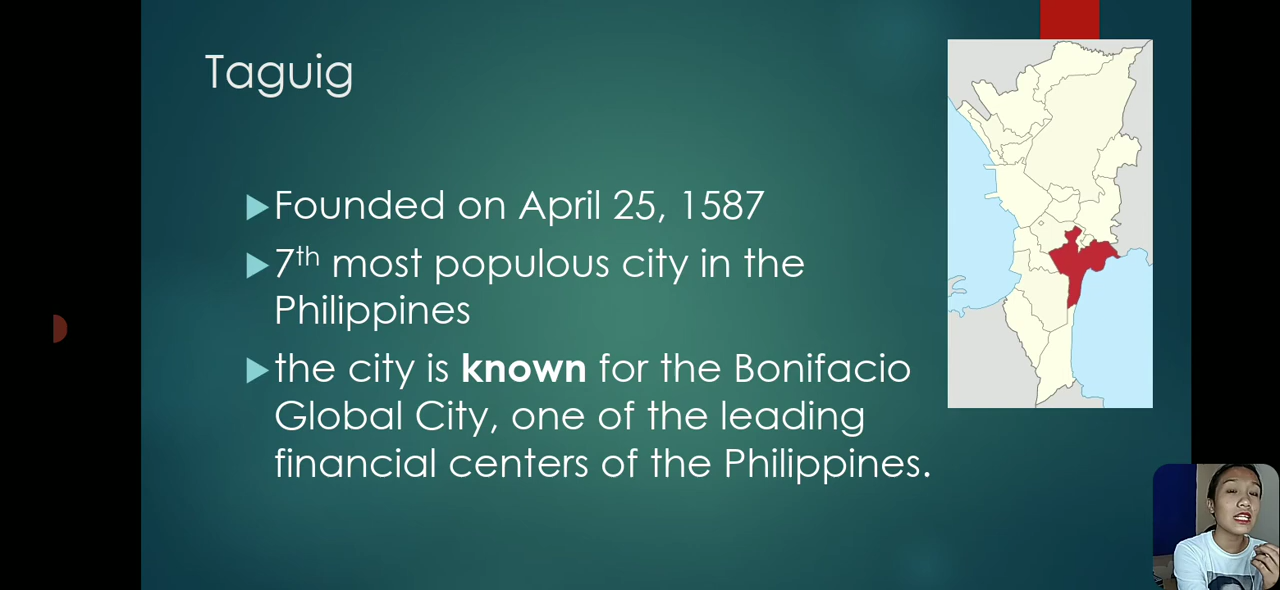 Taguig
Founded on April 25, 1587
7th most populous city in the
Philippines
the city is known for the Bonifacio
Global City, one of the leading
financial centers of the Philippines.